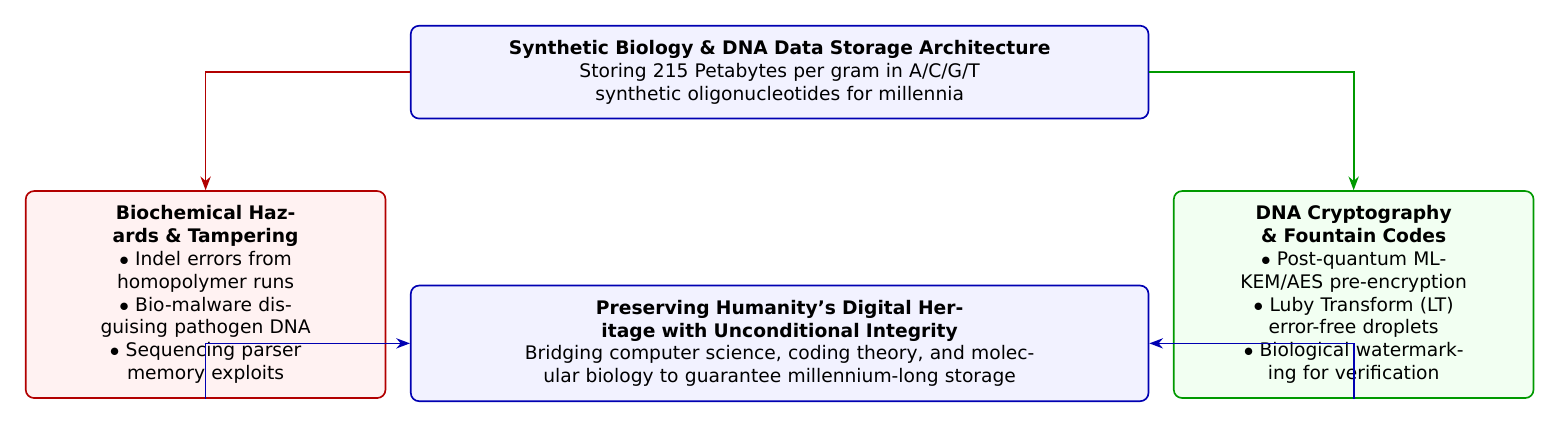 Synthetic Biology & DNA Data Storage Architecture
Storing 215 Petabytes per gram in A/C/G/T
synthetic oligonucleotides for millennia
Biochemical Haz-
ards & Tampering
• Indel errors from
homopolymer runs
• Bio-malware dis-
guising pathogen DNA
• Sequencing parser
memory exploits
DNA Cryptography
& Fountain Codes
• Post-quantum ML-
KEM/AES pre-encryption
• Luby Transform (LT)
error-free droplets
• Biological watermark-
ing for verification
Preserving Humanity’s Digital Her-
itage with Unconditional Integrity
Bridging computer science, coding theory, and molec-
ular biology to guarantee millennium-long storage